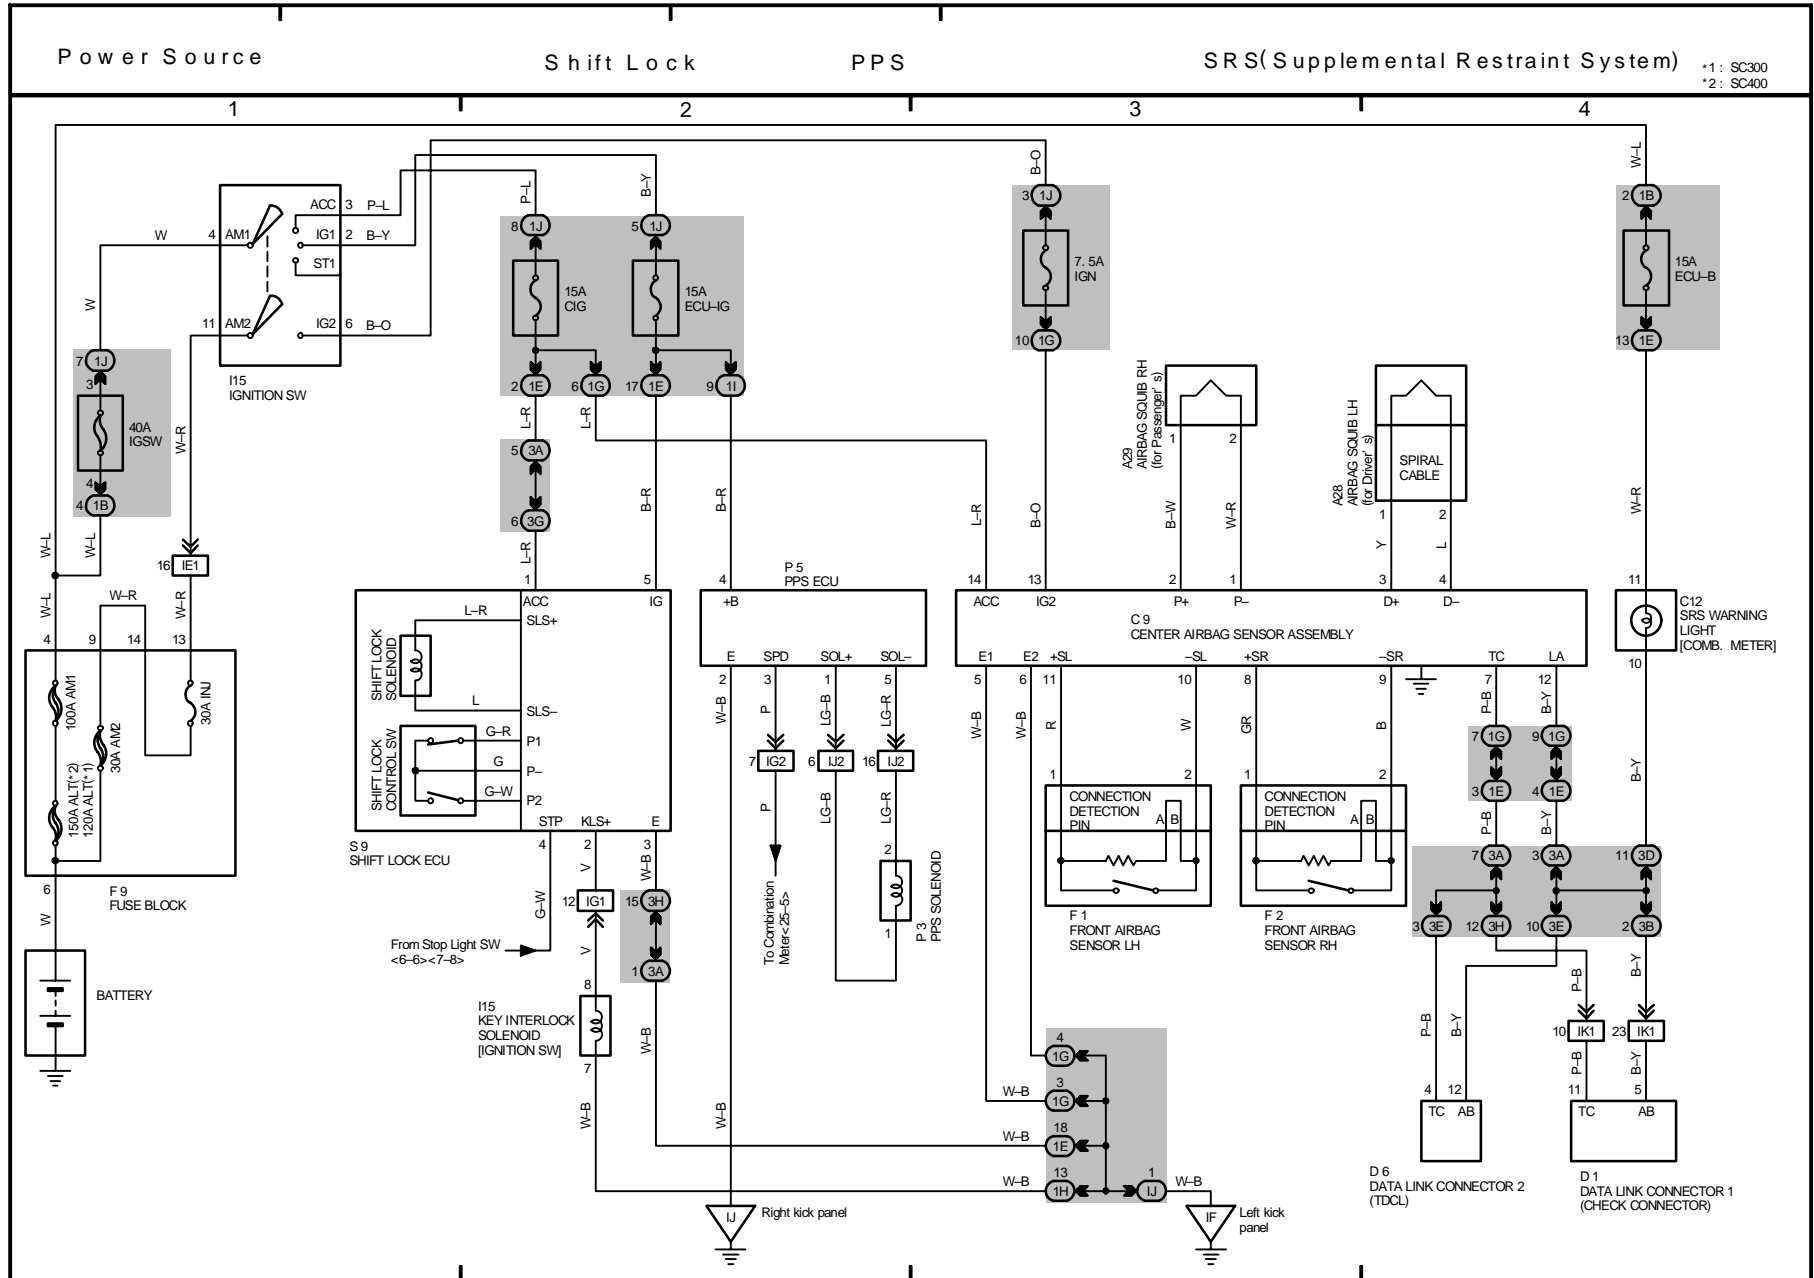 Power Source
Shift Lock
PPS
SRS(Supplemental Restraint System)
*1 : SC300
*2 : SC400
1
2
3
4
W
4
AM1
ACC
3
P–L
IG1
2
B–Y
ST1
11
AM2
IG2
6
B–O
I15
IGNITION SW
W
7
1J
3
40A
IGSW
4
4
1B
W–L
W–L
W–R
16
IE1
W–R
W–L
W–R
4
9
14
13
100A AM1
30A AM2
30A INJ
150A ALT(*2)
120A ALT(*1)
6
F 9
FUSE BLOCK
W
BATTERY
P–L
B–Y
8
1J
5
1J
15A
CIG
15A
ECU–IG
2
1E
6
1G
17
1E
9
1I
L–R
L–R
5
3A
6
3G
L–R
B–R
B–R
1
5
4
ACC
IG
L–R
SLS+
SHIFT LOCK
SOLENOID
L
SLS–
SHIFT LOCK
CONTROL SW
G–R
P1
G
P–
G–W
P2
STP
KLS+
E
S 9
SHIFT LOCK ECU
4
2
3
V
W–B
G–W
12
IG1
15
3H
V
1
3A
From Stop Light SW
<6–6><7–8>
8
I15
KEY INTERLOCK
SOLENOID
[IGNITION SW]
7
W–B
W–B
P 5
PPS ECU
+B
E
SPD
SOL+
SOL–
2
3
1
5
W–B
P
LG–B
LG–R
7
IG2
6
IJ2
16
IJ2
P
LG–B
LG–R
To Combination
Meter<25–5>
2
1
P 3
PPS SOLENOID
W–B
IJ
Right kick panel
B–O
3
1J
7. 5A
IGN
10
1G
L–R
B–O
A29
AIRBAG SQUIB RH
(for Passenger' s)
1
2
B–W
W–R
A28
AIRBAG SQUIB LH
(for Driver' s)
SPIRAL
CABLE
1
2
Y
L
14
13
2
1
3
4
ACC
IG2
P+
P–
D+
D–
C 9
CENTER AIRBAG SENSOR ASSEMBLY
E1
E2
+SL
–SL
+SR
–SR
TC
LA
5
6
11
10
8
9
7
12
W–B
W–B
R
W
GR
B
P–B
B–Y
1
2
1
2
CONNECTION
DETECTION
PIN
A
B
CONNECTION
DETECTION
PIN
A
B
F 1
FRONT AIRBAG
SENSOR LH
F 2
FRONT AIRBAG
SENSOR RH
4
1G
3
W–B
1G
18
W–B
1E
13
W–B
1H
1
IJ
W–B
IF
Left kick
panel
W–L
2
1B
15A
ECU–B
13
1E
W–R
11
C12
SRS WARNING
LIGHT
[COMB. METER]
10
B–Y
7
1G
9
1G
3
1E
4
1E
P–B
B–Y
7
3A
3
3A
11
3D
3
3E
12
3H
10
3E
2
3B
P–B
B–Y
P–B
B–Y
10
IK1
23
IK1
P–B
B–Y
4
12
11
5
TC
AB
TC
AB
D 6
DATA LINK CONNECTOR 2
(TDCL)
D 1
DATA LINK CONNECTOR 1
(CHECK CONNECTOR)